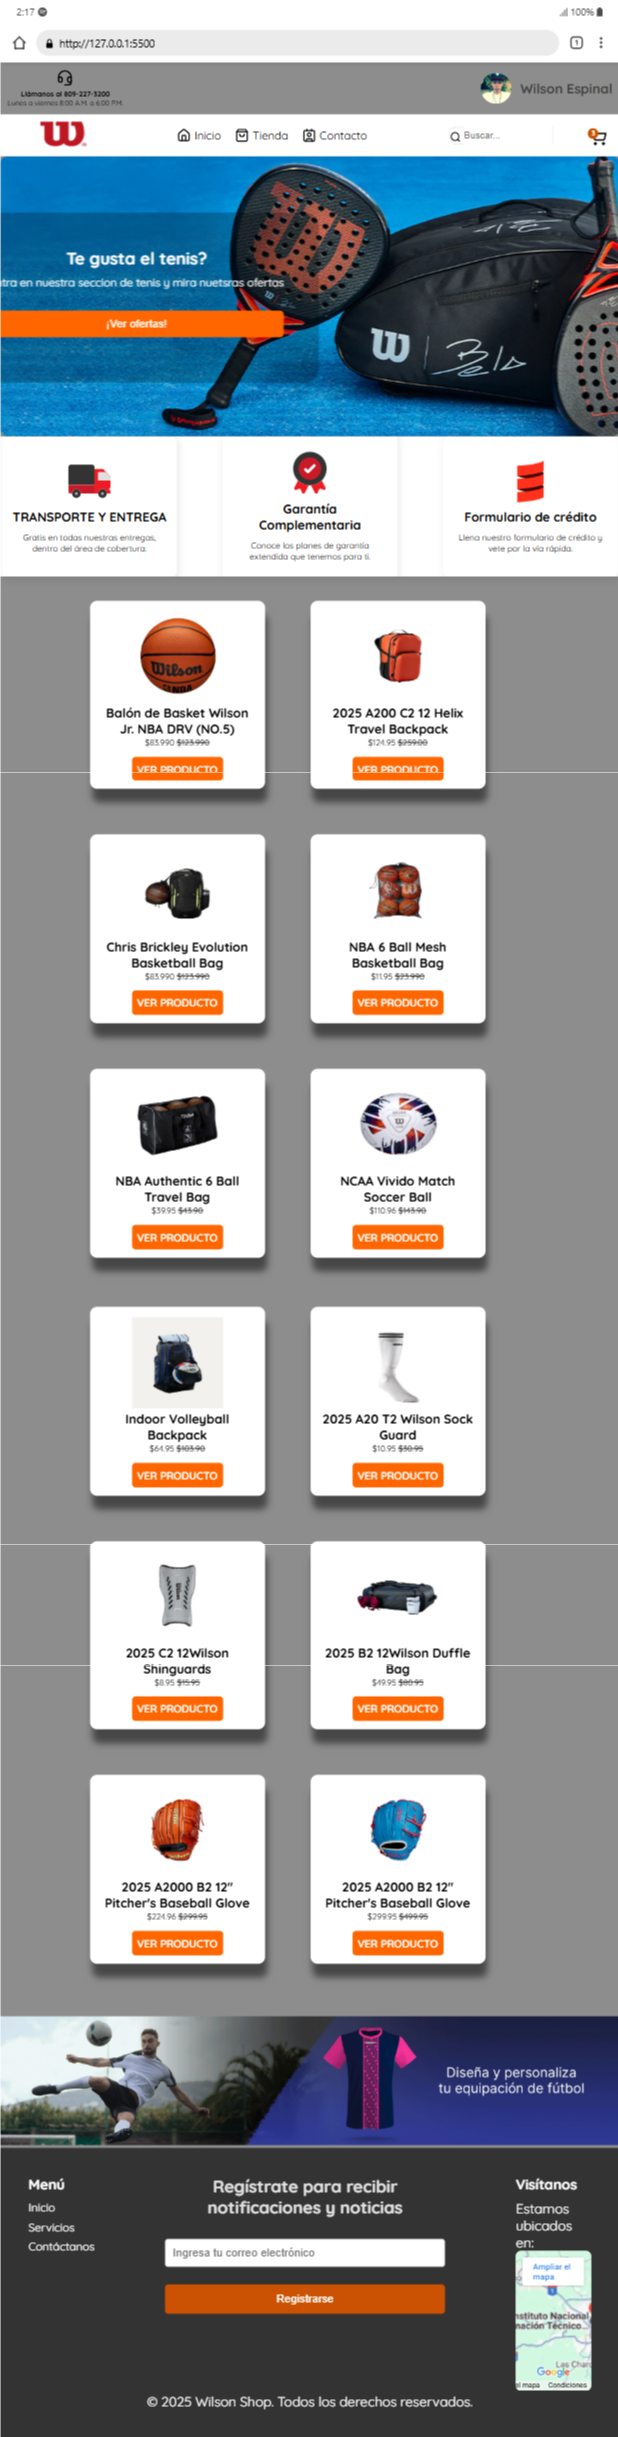 2:17
100%
http://127.0.0.1:5500
1
Llámanos al 809-227-3200
Lunes a viernes 8:00 A.M. a 6:00 P.M.
Wilson Espinal
W
Inicio
Tienda
Contacto
Buscar...
3
Te gusta el tenis?
tra en nuestra seccion de tenis y mira nuetsras ofertas
¡Ver ofertas!
TRANSPORTE Y ENTREGA
Gratis en todas nuestras entregas,
dentro del área de cobertura.
Garantía
Complementaria
Conoce los planes de garantía
extendida que tenemos para ti.
Formulario de crédito
Llena nuestro formulario de crédito y
vete por la vía rápida.
Wilson
Balón de Basket Wilson
Jr. NBA DRV (NO.5)
$83.990 $123.990
VER PRODUCTO
2025 A200 C2 12 Helix
Travel Backpack
$124.95 $259.00
VER PRODUCTO
Chris Brickley Evolution
Basketball Bag
$83.990 $123.990
VER PRODUCTO
NBA 6 Ball Mesh
Basketball Bag
$11.95 $23.990
VER PRODUCTO
NBA Authentic 6 Ball
Travel Bag
$39.95 $43.90
VER PRODUCTO
NCAA Vivido Match
Soccer Ball
$110.96 $143.90
VER PRODUCTO
Indoor Volleyball
Backpack
$64.95 $103.90
VER PRODUCTO
2025 A20 T2 Wilson Sock
Guard
$10.95 $30.95
VER PRODUCTO
2025 C2 12Wilson
Shinguards
$8.95 $15.95
VER PRODUCTO
2025 B2 12Wilson Duffle
Bag
$49.95 $80.95
VER PRODUCTO
2025 A2000 B2 12"
Pitcher's Baseball Glove
$224.96 $299.95
VER PRODUCTO
2025 A2000 B2 12"
Pitcher's Baseball Glove
$299.95 $499.95
VER PRODUCTO
Diseña y personaliza
tu equipación de fútbol
Menú
Inicio
Servicios
Contáctanos
Regístrate para recibir
notificaciones y noticias
Ingresa tu correo electrónico
Registrarse
Visítanos
Estamos
ubicados
en:
Ampliar el
mapa
nstituto Nacional
mación Técnico...
Las Charc
Google
el mapa Condiciones
© 2025 Wilson Shop. Todos los derechos reservados.